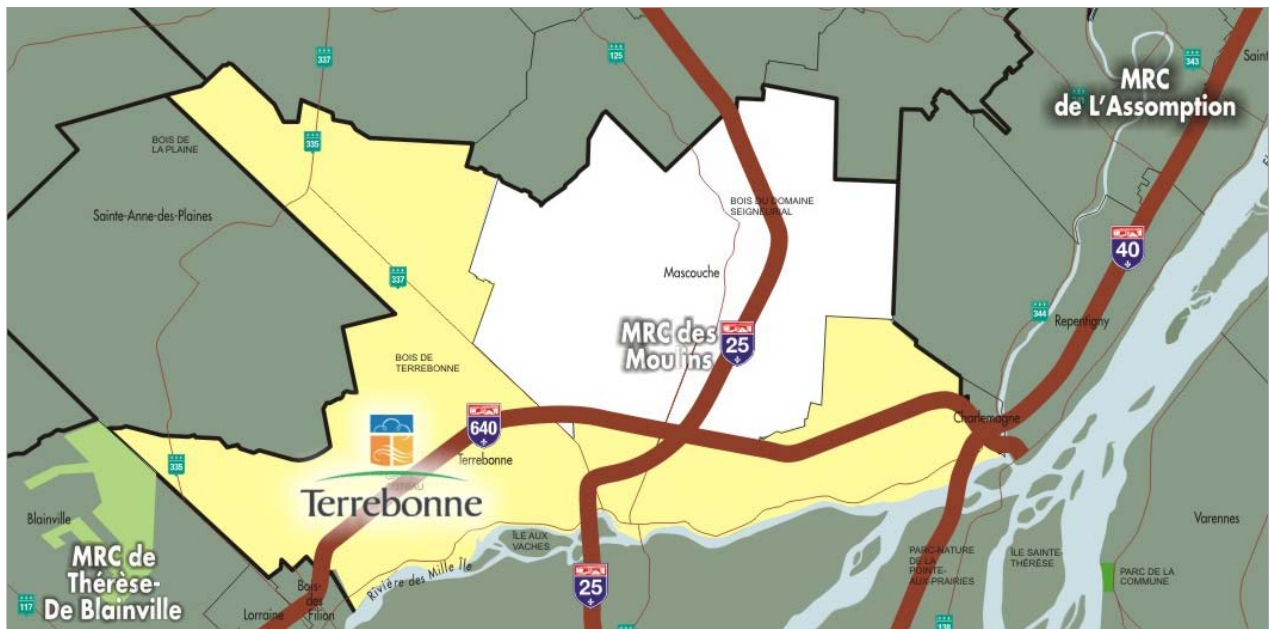 337
125
343
Saint
MRC
de L'Assomption
BOIS DE
LA PLAINE
335
Sainte-Anne-des-Plaines
BOIS DU DOMAINE
SEIGNEURIAL
40
337
Mascouche
344
Repentigny
MRC des
Moulins
25
BOIS DE
TERREBONNE
640
Charlemagne
Terrebonne
335
Terrebonne
Blainville
ÎLE AUX
VACHES
Varennes
MRC de
Thérèse-
De Blainville
PARC-NATURE
DE LA
POINTE-
AUX-PRAIRIES
ÎLE SAINTE-
THÉRÈSE
PARC DE LA
COMMUNE
Rivière des Mille Île
25
117
Lorraine
Bois-
des
Filion
138